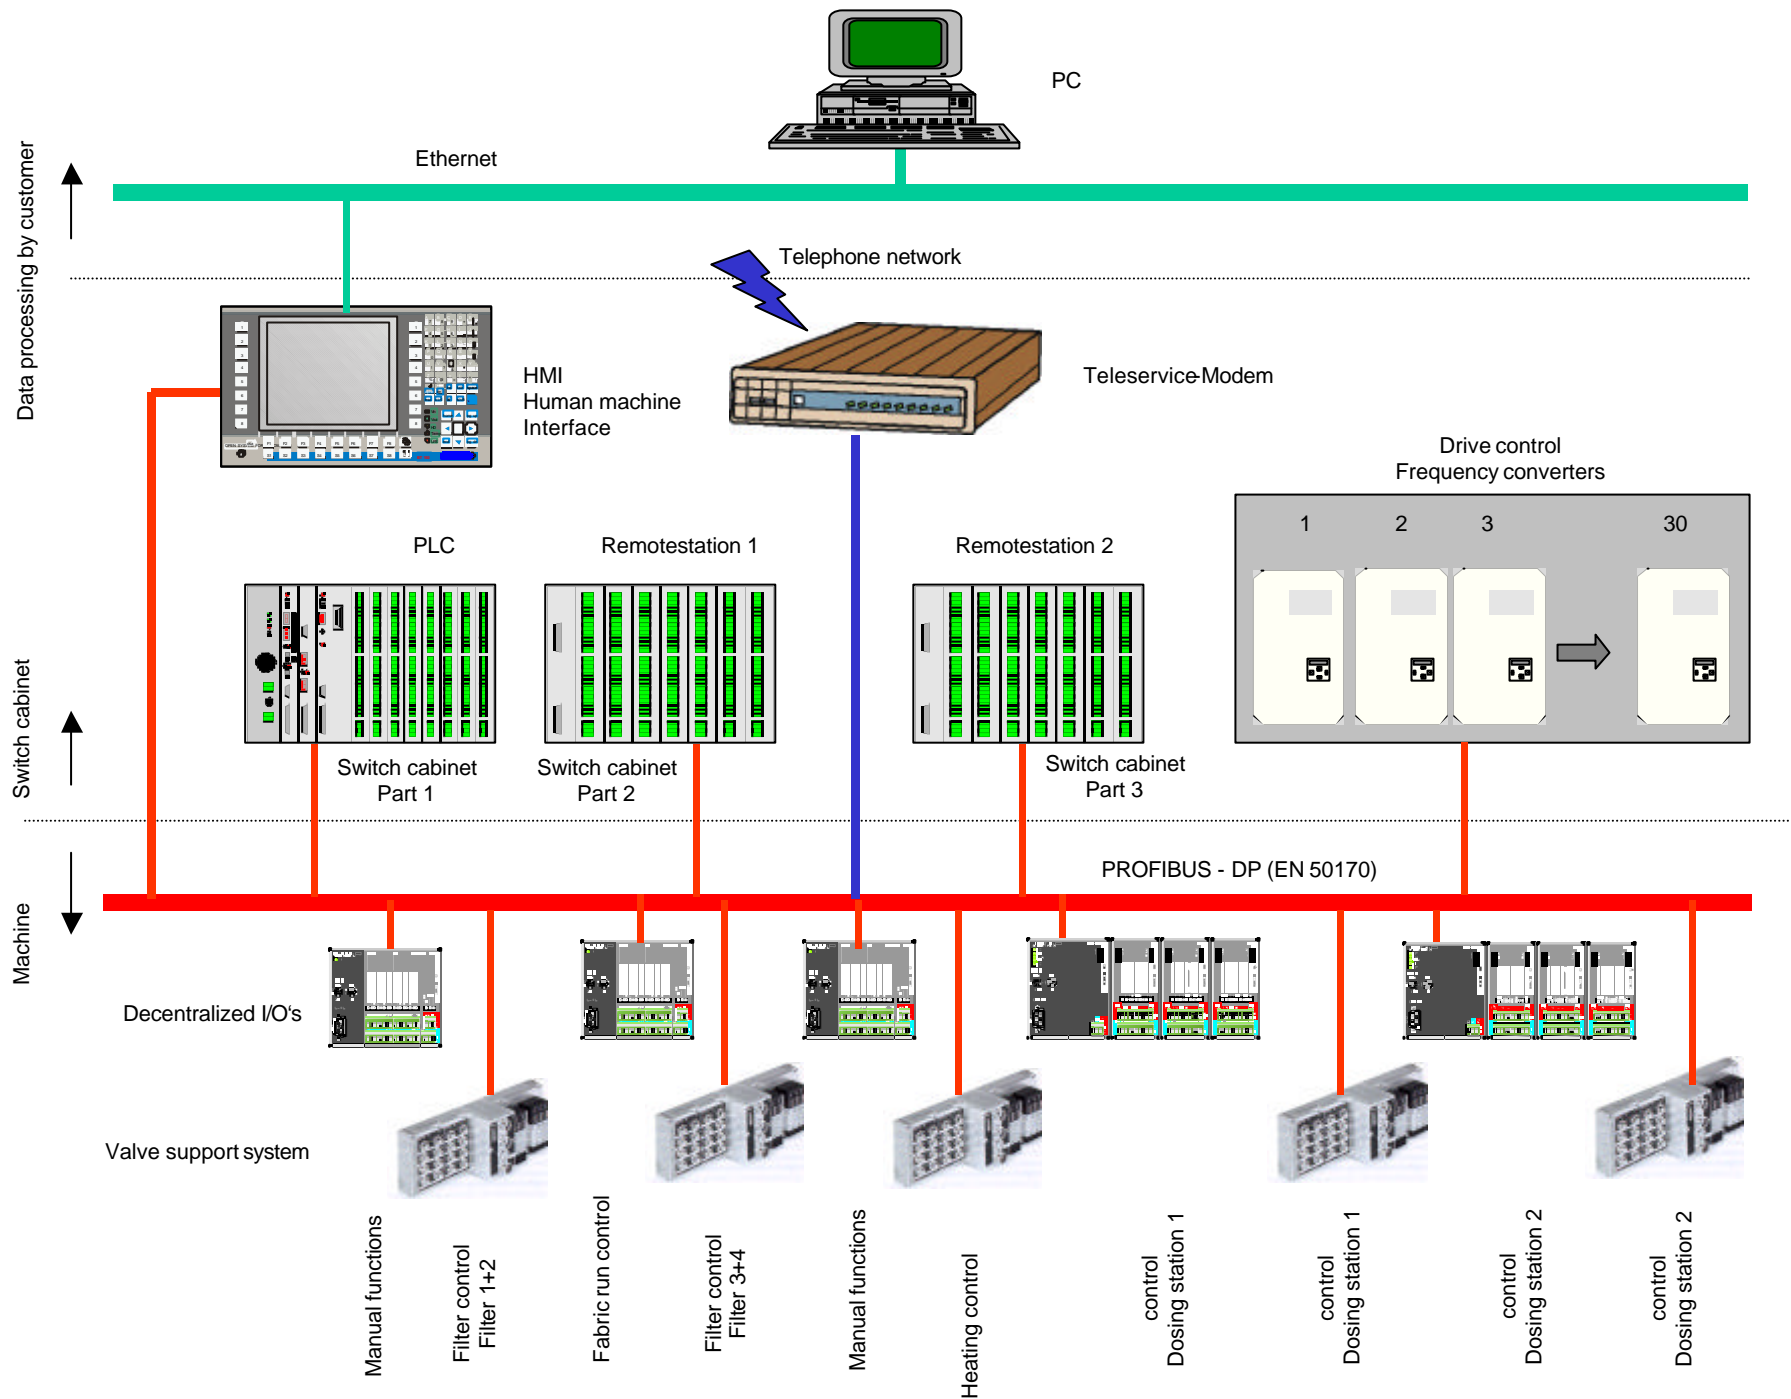 PC
Ethernet
Data processing by customer
Telephone network
HMI
Human machine
Interface
Teleservice-Modem
Drive control
Frequency converters
1
2
3
30
PLC
Remotestation 1
Remotestation 2
Switch cabinet
Switch cabinet
Part 1
Switch cabinet
Part 2
Switch cabinet
Part 3
PROFIBUS - DP (EN 50170)
Machine
Decentralized I/O‘s
Valve support system
Manual functions
Filter control
Filter 1+2
Fabric run control
Filter control
Filter 3+4
Manual functions
Heating control
control
Dosing station 1
control
Dosing station 1
control
Dosing station 2
control
Dosing station 2